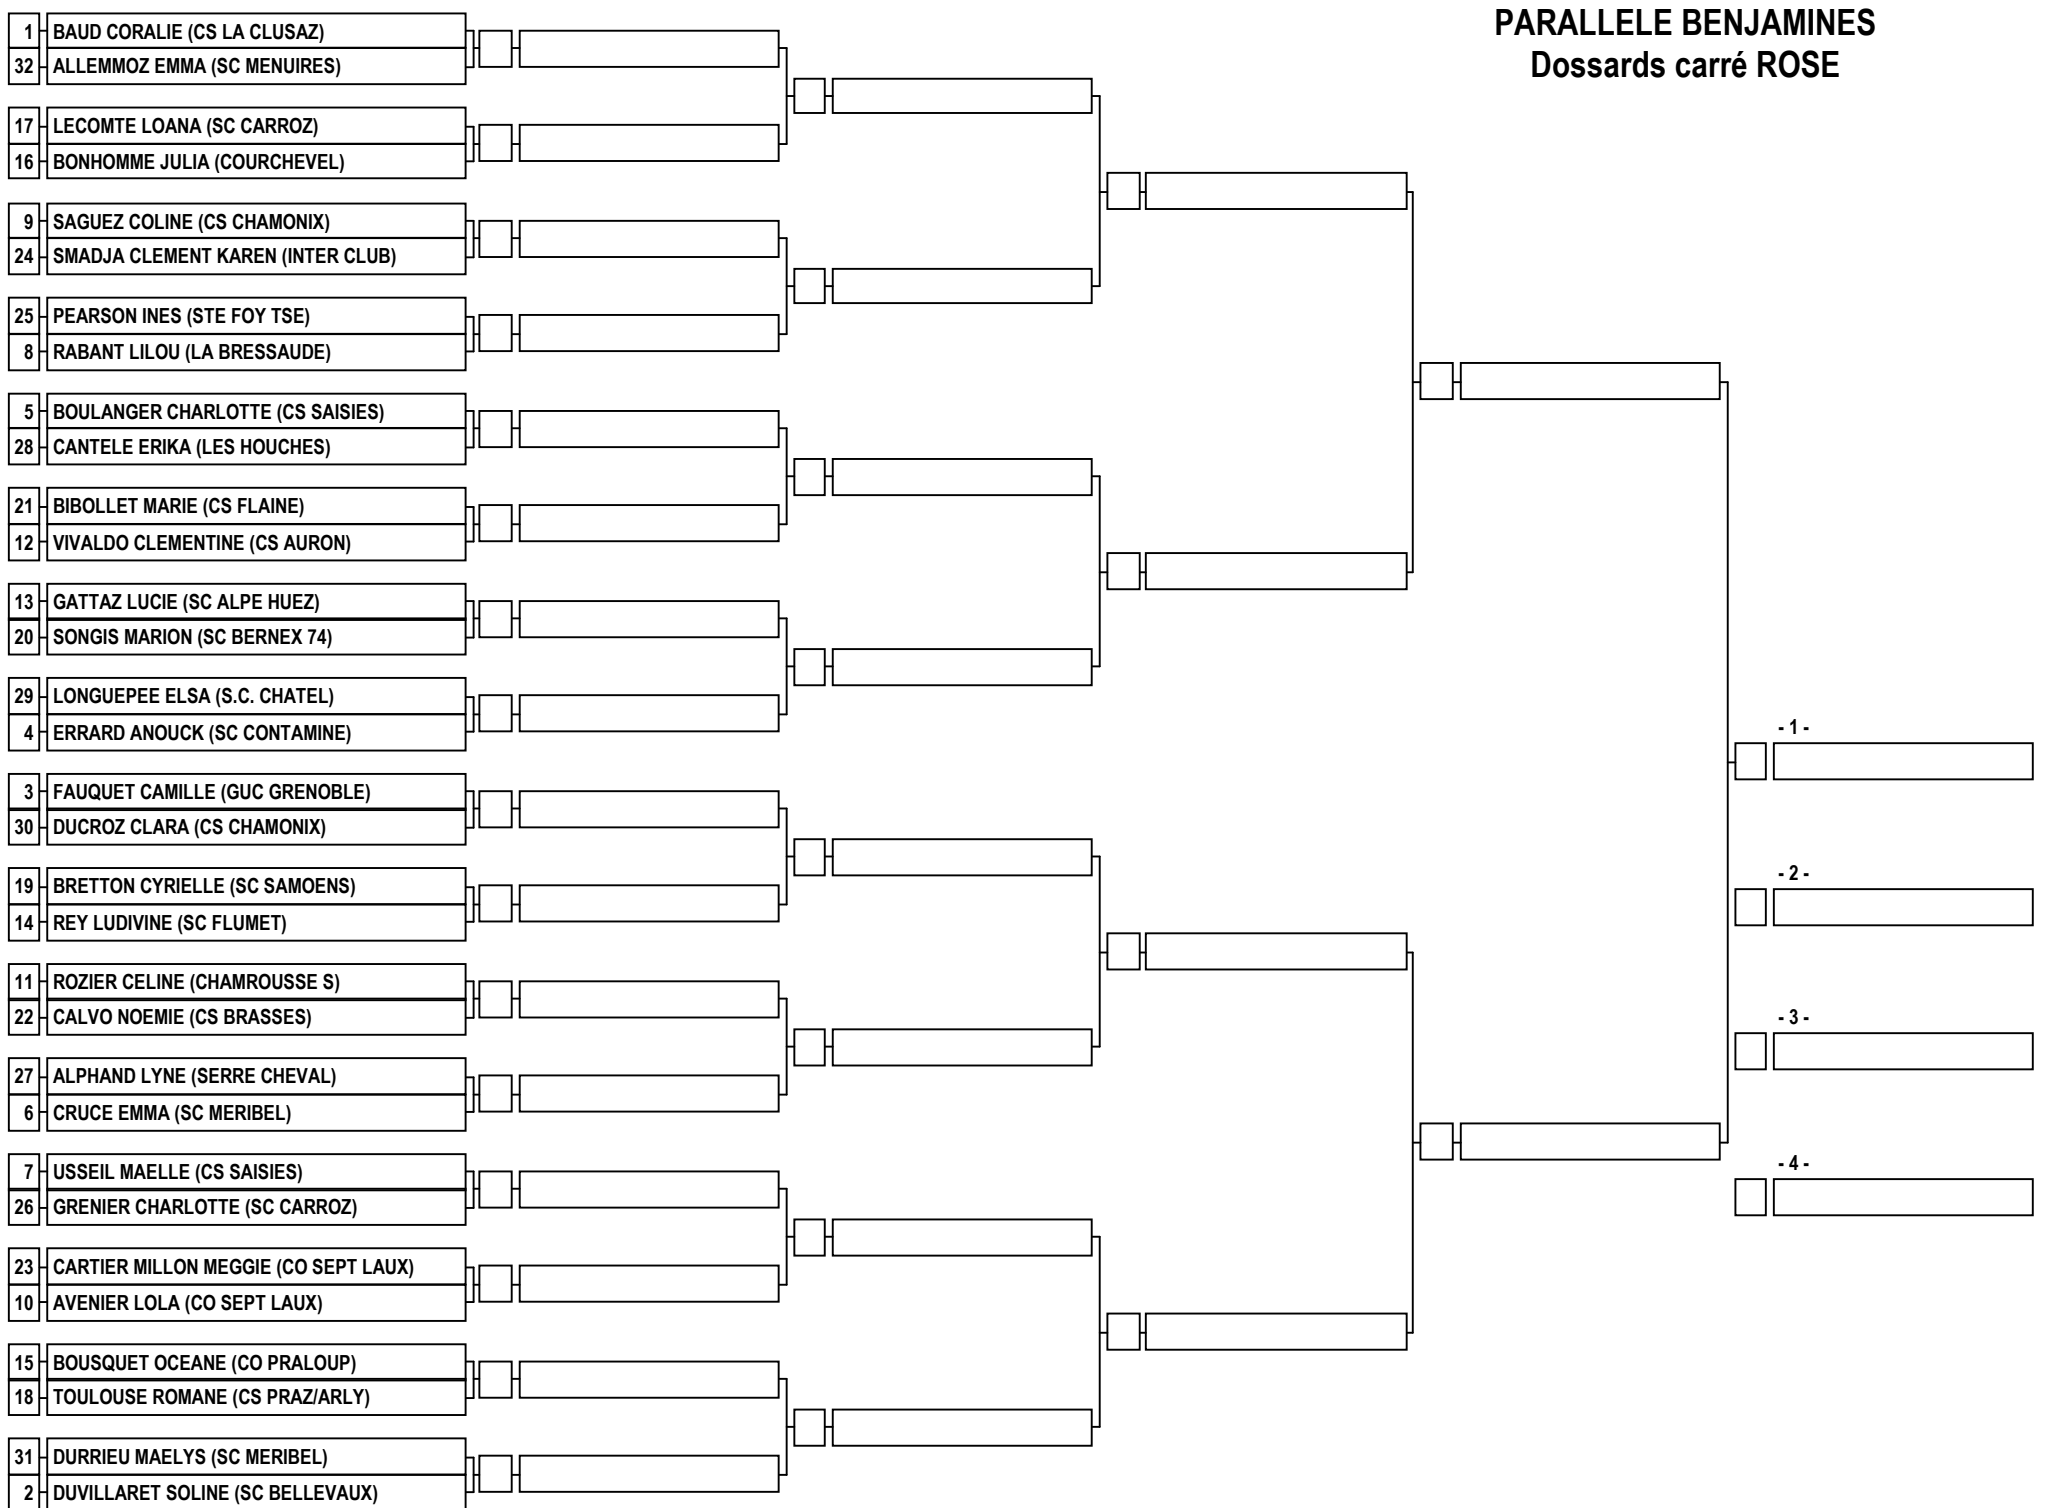 PARALLELE BENJAMINES
Dossards carré ROSE
1 BAUD CORALIE (CS LA CLUSAZ)
32 ALLEMMOZ EMMA (SC MENUIRES)
17 LECOMTE LOANA (SC CARROZ)
16 BONHOMME JULIA (COURCHEVEL)
9 SAGUEZ COLINE (CS CHAMONIX)
24 SMADJA CLEMENT KAREN (INTER CLUB)
25 PEARSON INES (STE FOY TSE)
8 RABANT LILOU (LA BRESSAUDE)
5 BOULANGER CHARLOTTE (CS SAISIES)
28 CANTELE ERIKA (LES HOUCHES)
21 BIBOLLET MARIE (CS FLAINE)
12 VIVALDO CLEMENTINE (CS AURON)
13 GATTAZ LUCIE (SC ALPE HUEZ)
20 SONGIS MARION (SC BERNEX 74)
29 LONGUEPEE ELSA (S.C. CHATEL)
4 ERRARD ANOUCK (SC CONTAMINE)
3 FAUQUET CAMILLE (GUC GRENOBLE)
30 DUCROZ CLARA (CS CHAMONIX)
19 BRETTON CYRIELLE (SC SAMOENS)
14 REY LUDIVINE (SC FLUMET)
11 ROZIER CELINE (CHAMROUSSE S)
22 CALVO NOEMIE (CS BRASSES)
27 ALPHAND LYNE (SERRE CHEVAL)
6 CRUCE EMMA (SC MERIBEL)
7 USSEIL MAELLE (CS SAISIES)
26 GRENIER CHARLOTTE (SC CARROZ)
23 CARTIER MILLON MEGGIE (CO SEPT LAUX)
10 AVENIER LOLA (CO SEPT LAUX)
15 BOUSQUET OCEANE (CO PRALOUP)
18 TOULOUSE ROMANE (CS PRAZ/ARLY)
31 DURRIEU MAELYS (SC MERIBEL)
2 DUVILLARET SOLINE (SC BELLEVAUX)
- 1 -
- 2 -
- 3 -
- 4 -